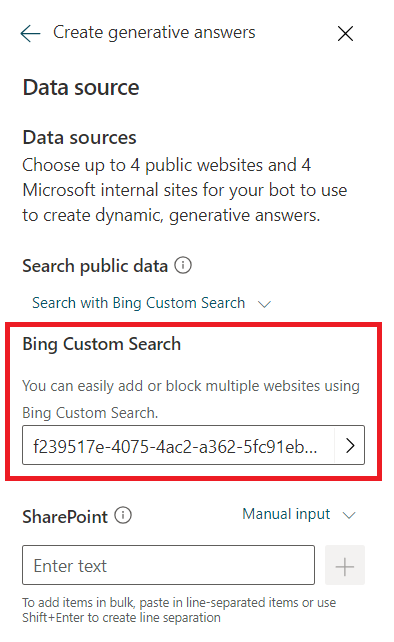 Create generative answers
Data source
Data sources
Choose up to 4 public websites and 4
Microsoft internal sites for your bot to use
to create dynamic, generative answers.
Search public data
Search with Bing Custom Search
Bing Custom Search
You can easily add or block multiple websites using
Bing Custom Search.
f239517e-4075-4ac2-a362-5fc91eb...
SharePoint
Manual input
Enter text
To add items in bulk, paste in line-separated items or use
Shift+Enter to create line separation